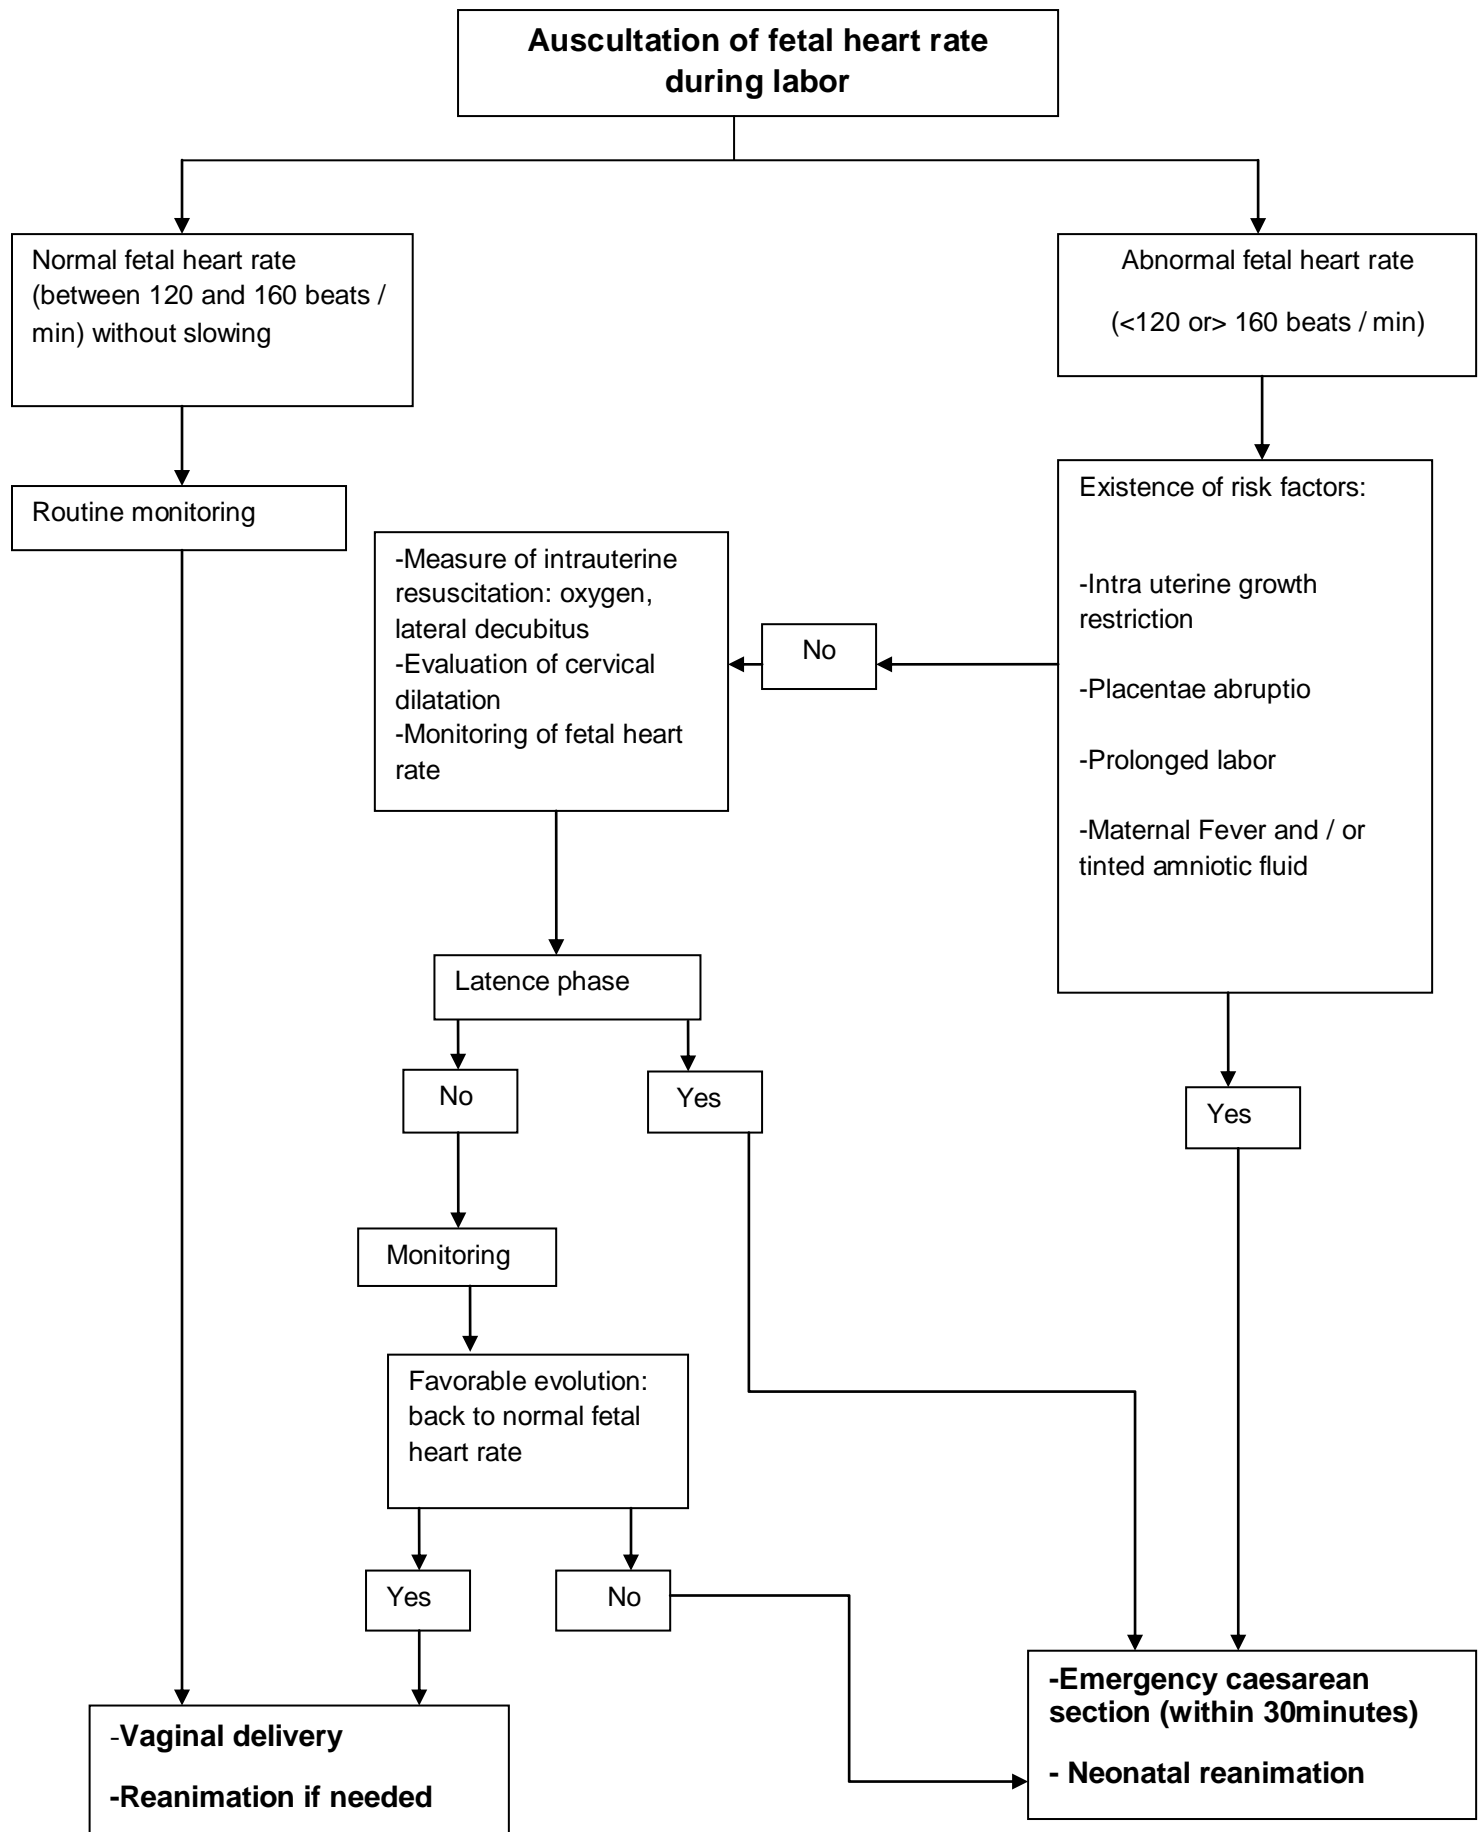 Auscultation of fetal heart rate
during labor
Normal fetal heart rate
(between 120 and 160 beats /
min) without slowing
Abnormal fetal heart rate
(<120 or> 160 beats / min)
Routine monitoring
Existence of risk factors:
-Intra uterine growth
restriction
-Placentae abruptio
-Prolonged labor
-Maternal Fever and / or
tinted amniotic fluid
No
-Measure of intrauterine
resuscitation: oxygen,
lateral decubitus
-Evaluation of cervical
dilatation
-Monitoring of fetal heart
rate
Latence phase
No
Yes
Yes
Monitoring
Favorable evolution:
back to normal fetal
heart rate
Yes
No
-Vaginal delivery
-Reanimation if needed
-Emergency caesarean
section (within 30minutes)
- Neonatal reanimation